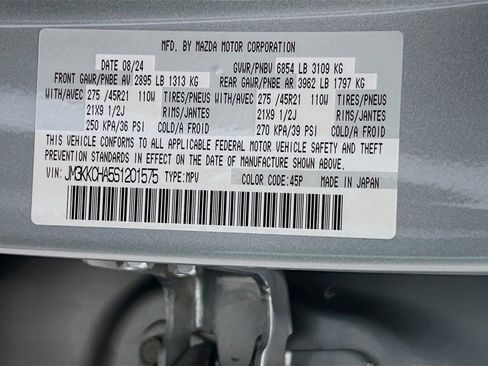 MFD. BY MAZDA MOTOR CORPORATION
DATE 08/24 GVWR/PNBV 6854 LB 3109 KG
FRONT GAWR/PNBE AV 2895 LB 1313 KG REAR GAWR/PNBE AR 3962 LB 1797 KG
WITH/AVEC 275 /45R21 110W TIRES/PNEUS WITH/AVEC 275 /45R21 110W TIRES/PNEUS
21X9 1/2J RIMS/JANTES 21X9 1/2J RIMS/JANTES
250 KPA/36 PSI COLD/A FROID 270 KPA/39 PSI COLD/A FROID
THIS VEHICLE CONFORMS TO ALL APPLICABLE FEDERAL MOTOR VEHICLE SAFETY AND THEFT
PREVENTION STANDARDS IN EFFECT ON THE DATE OF MANUFACTURE SHOWN ABOVE.
VIN: JM3KKCHA5S1201575 TYPE:MPV COLOR CODE:45P MADE IN JAPAN